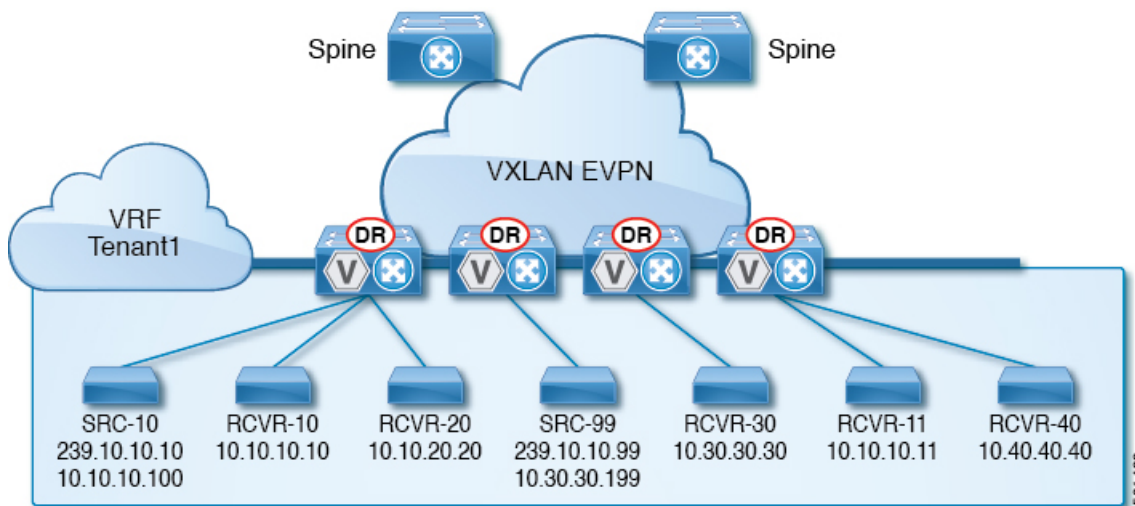 Spine
Spine
VXLAN EVPN
VRF
Tenant1
DR
DR
DR
DR
V
V
V
V
SRC-10
239.10.10.10
10.10.10.100
RCVR-10
10.10.10.10
RCVR-20
10.10.20.20
SRC-99
239.10.10.99
10.30.30.199
RCVR-30
10.30.30.30
RCVR-11
10.10.10.11
RCVR-40
10.40.40.40